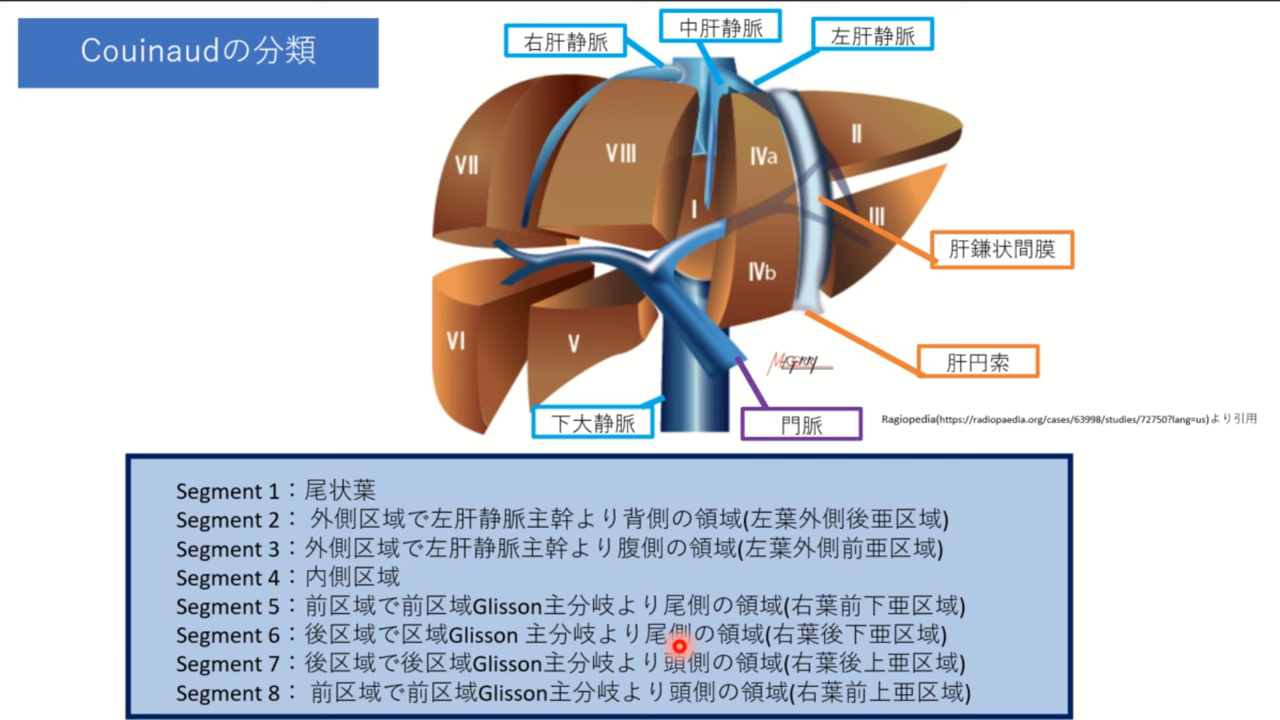 Couinaudの分類
右肝静脈
中肝静脈
左肝静脈
VII
VIII
IVa
II
I
III
肝鎌状間膜
IVb
VI
V
肝円索
下大静脈
門脈
Ragiopedia(https://radiopaedia.org/cases/63998/studies/72750?lang=us)より引用
Segment 1：尾状葉
Segment 2： 外側区域で左肝静脈主幹より背側の領域(左葉外側後亜区域)
Segment 3：外側区域で左肝静脈主幹より腹側の領域(左葉外側前亜区域)
Segment 4：内側区域
Segment 5：前区域で前区域Glisson主分岐より尾側の領域(右葉前下亜区域)
Segment 6：後区域で区域Glisson 主分岐より尾側の領域(右葉後下亜区域)
Segment 7：後区域で後区域Glisson主分岐より頭側の領域(右葉後上亜区域)
Segment 8： 前区域で前区域Glisson主分岐より頭側の領域(右葉前上亜区域)